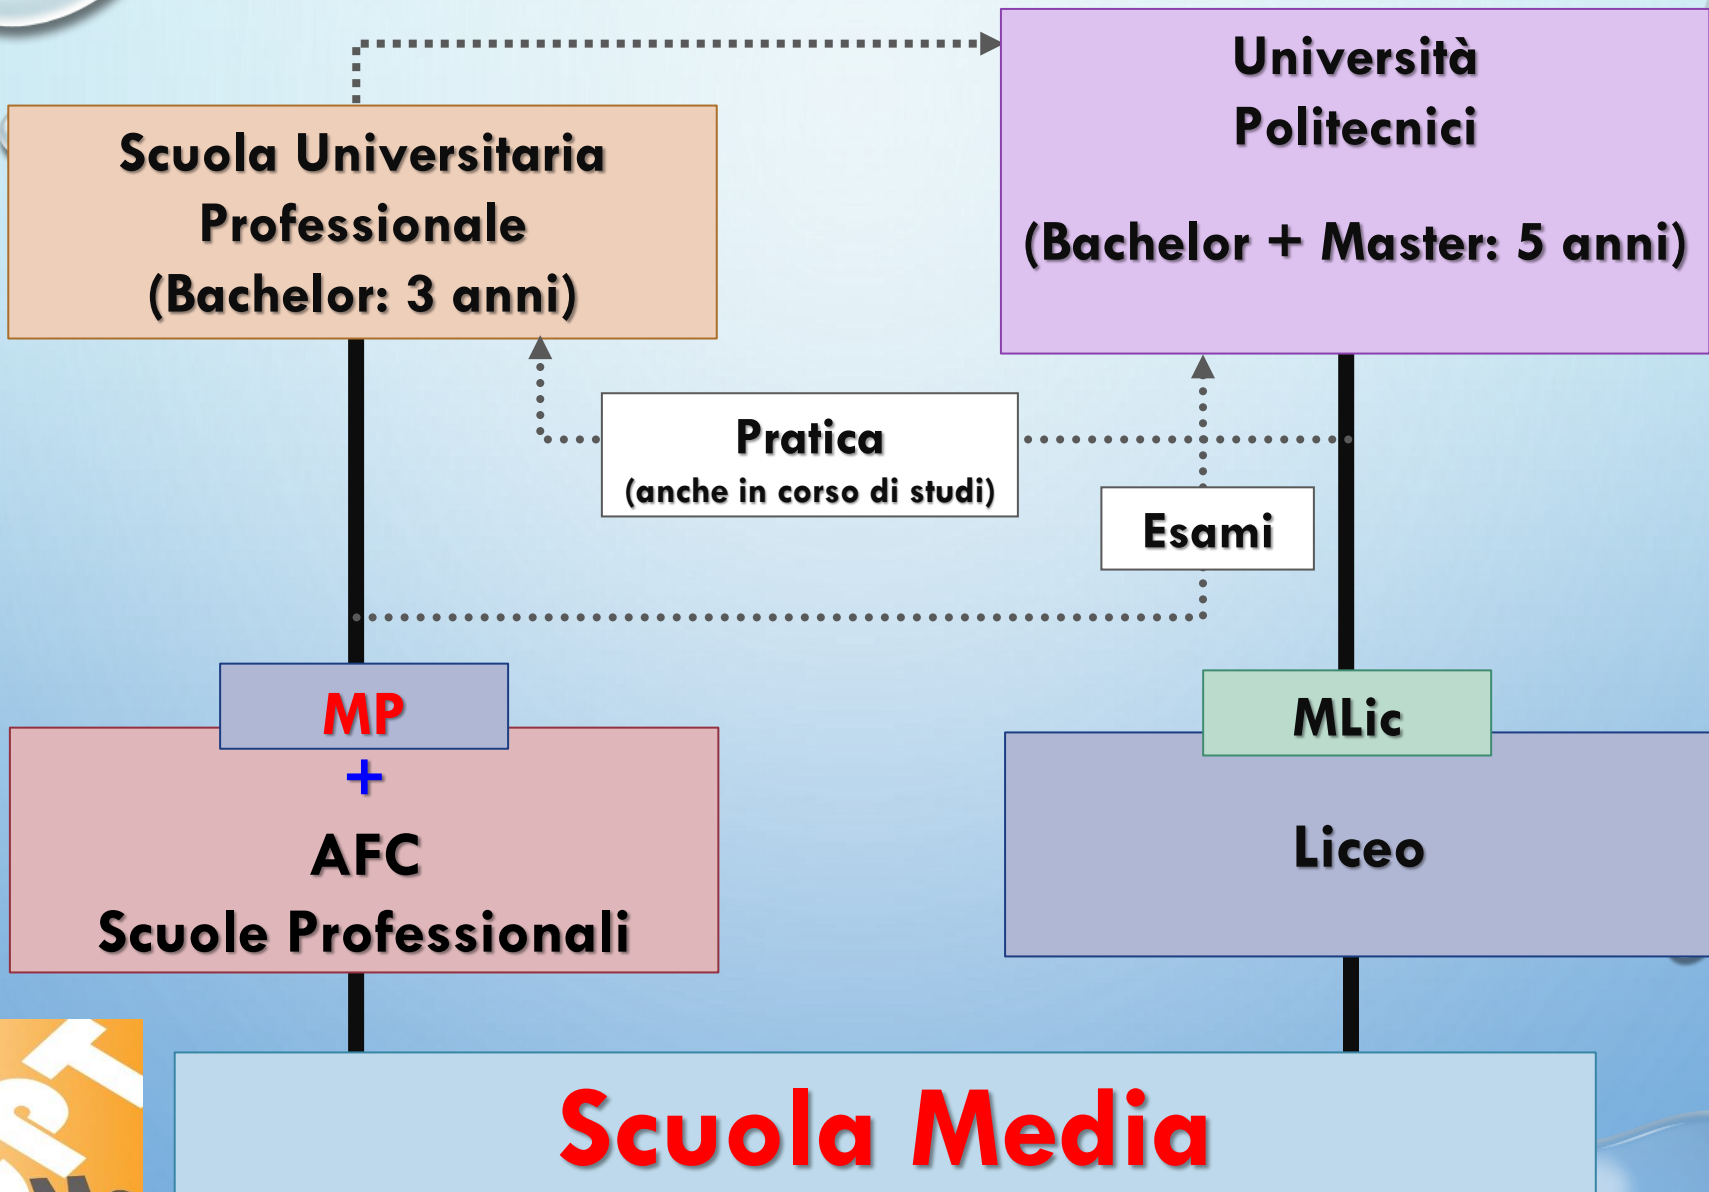 Università
Politecnici
(Bachelor + Master: 5 anni)
Scuola Universitaria
Professionale
(Bachelor: 3 anni)
Pratica
(anche in corso di studi)
Esami
MP
+
AFC
Scuole Professionali
MLic
Liceo
Scuola Media